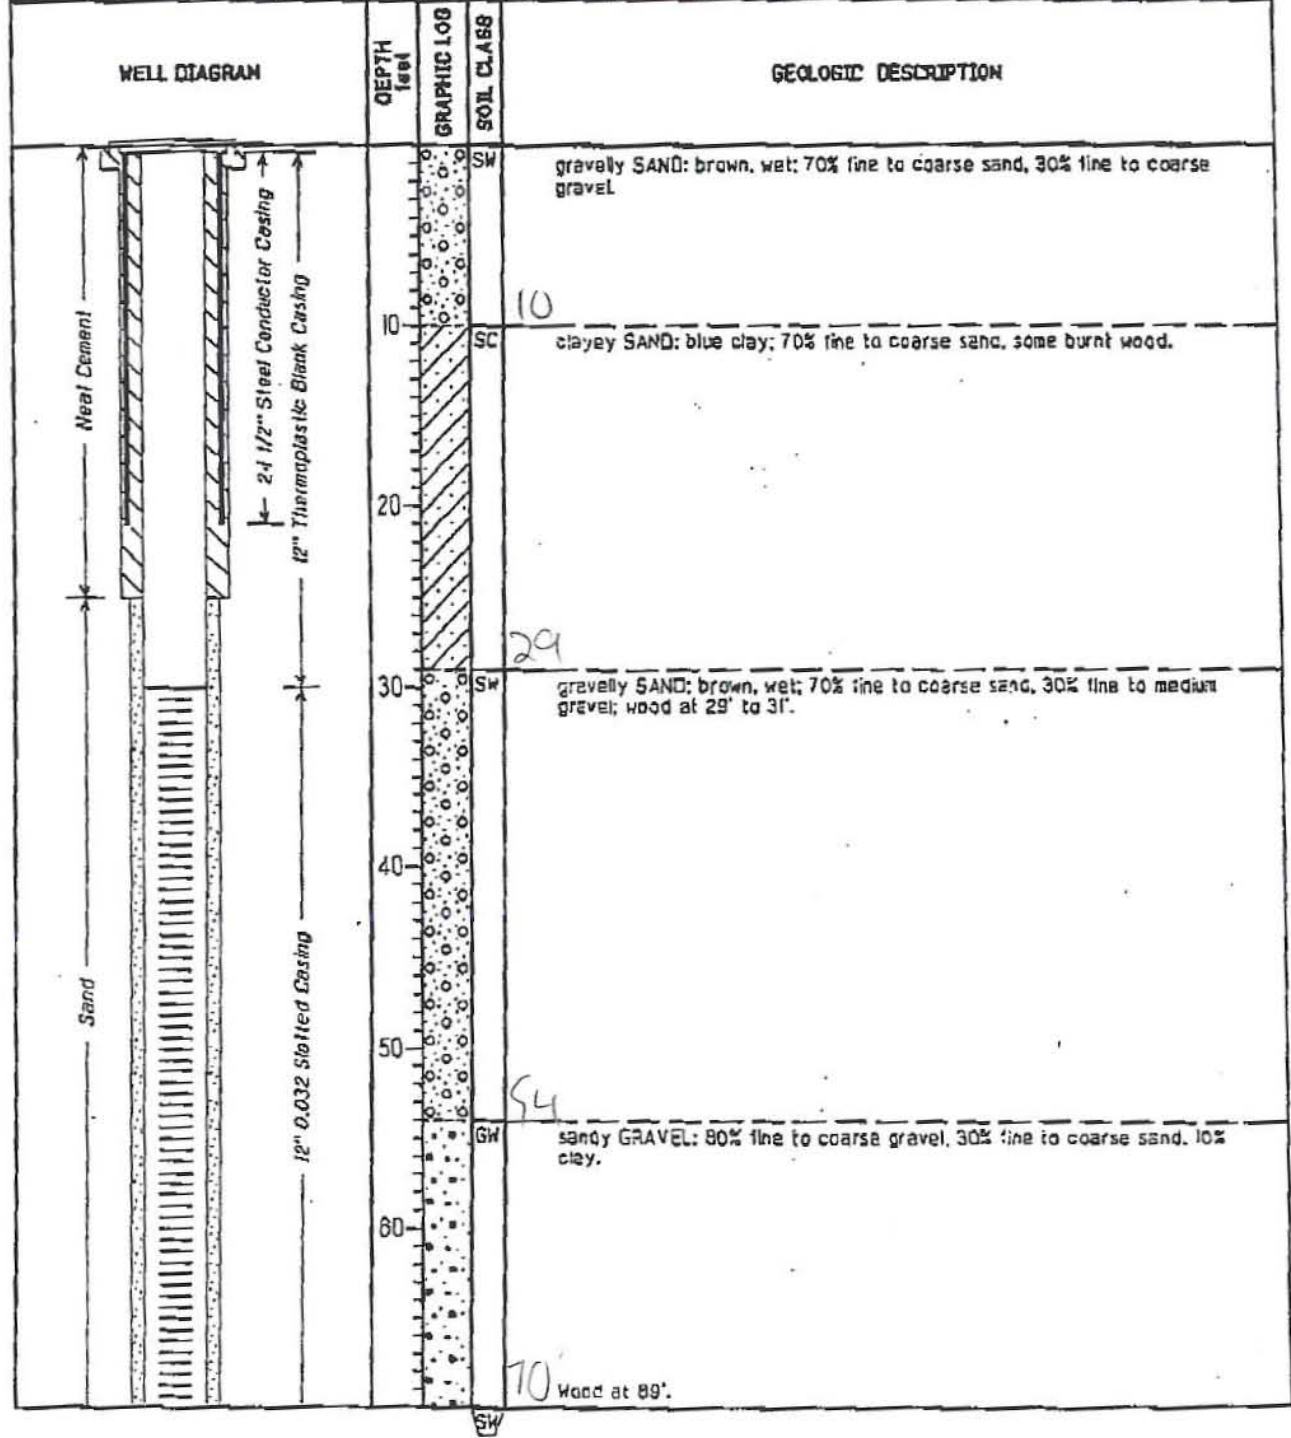 WELL DIAGRAM
DEPTH
feet
GRAPHIC LOG
SOIL CLASS
GEOLOGIC DESCRIPTION
Neat Cement
Sand
24 1/2" Steel Conductor Casing
12" Thermaplastic Blank Casing
12" 0.032 Slotted Casing
SW
gravelly SAND: brown, wet; 70% fine to coarse sand, 30% fine to coarse
gravel.
10
10
SC
clayey SAND: blue clay; 70% fine to coarse sand, some burnt wood.
20
29
30
SW
gravelly SAND: brown, wet; 70% fine to coarse sand, 30% fine to medium
gravel; wood at 29' to 31'.
40
50
54
GW
sandy GRAVEL: 80% fine to coarse gravel, 30% fine to coarse sand, 10%
clay.
60
70
Wood at 69'.
SW